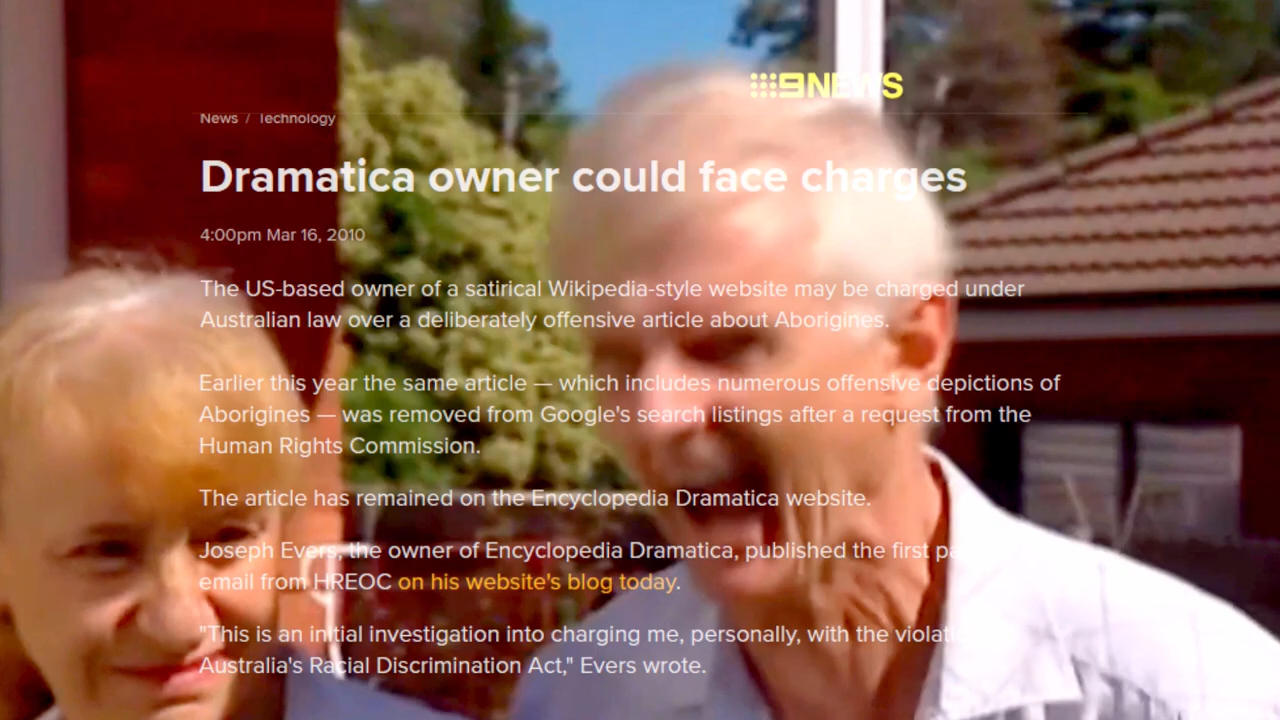 9NEWS
News / Technology
Dramatica owner could face charges
4:00pm Mar 16, 2010
The US-based owner of a satirical Wikipedia-style website may be charged under
Australian law over a deliberately offensive article about Aborigines.
Earlier this year the same article — which includes numerous offensive depictions of
Aborigines — was removed from Google's search listings after a request from the
Human Rights Commission.
The article has remained on the Encyclopedia Dramatica website.
Joseph Evers, the owner of Encyclopedia Dramatica, published the first
email from HREOC on his website's blog today.
"This is an initial investigation into charging me, personally, with the
Australia's Racial Discrimination Act," Evers wrote.